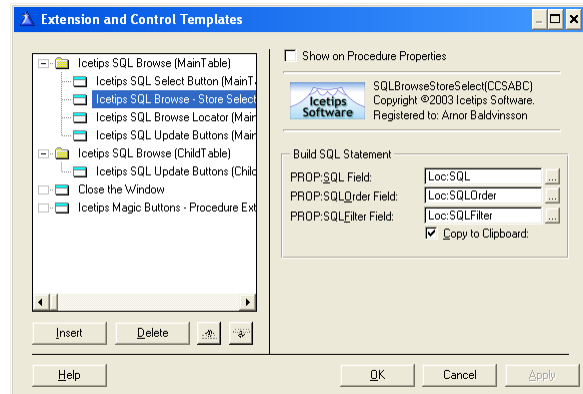 Extension and Control Templates
Icetips SQL Browse (MainTable)
Icetips SQL Select Button (MainT
Icetips SQL Browse - Store Select
Icetips SQL Browse Locator (Main
Icetips SQL Update Buttons (Main
Icetips SQL Browse (ChildTable)
Icetips SQL Update Buttons (Child
Close the Window
Icetips Magic Buttons - Procedure Ext
Insert
Delete
Show on Procedure Properties
Icetips
Software
SQLBrowseStoreSelect(CCSABC)
Copyright ©2003 Icetips Software.
Registered to: Arnor Baldvinsson
Build SQL Statement
PROP:SQL Field:
Loc:SQL
...
PROP:SQLOrder Field:
Loc:SQLOrder
...
PROP:SQLFilter Field:
Loc:SQLFilter
...
Copy to Clipboard:
Help
OK
Cancel
Apply